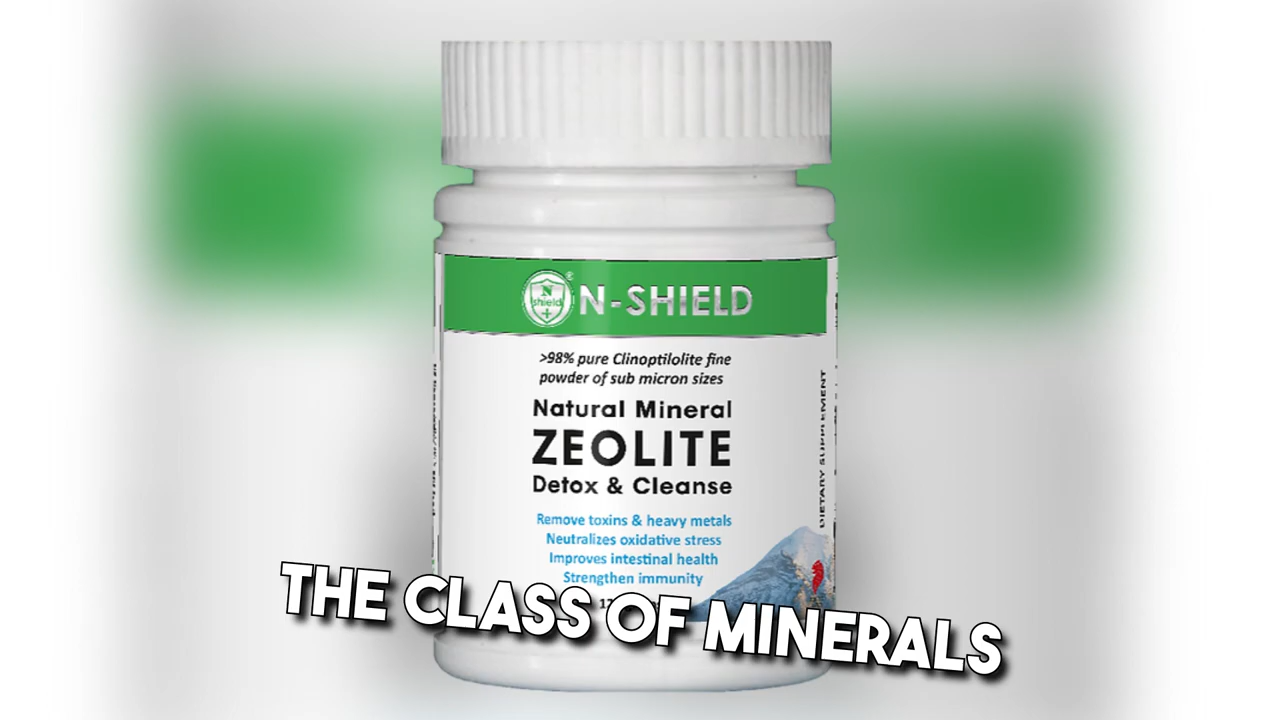 N
shield
N-SHIELD
®
>98% pure Clinoptilolite fine
powder of sub micron sizes
Natural Mineral
ZEOLITE
Detox & Cleanse
Remove toxins & heavy metals
Neutralizes oxidative stress
Improves intestinal health
Strengthen immunity
DIETARY SUPPLEMENT
THE CLASS OF MINERALS